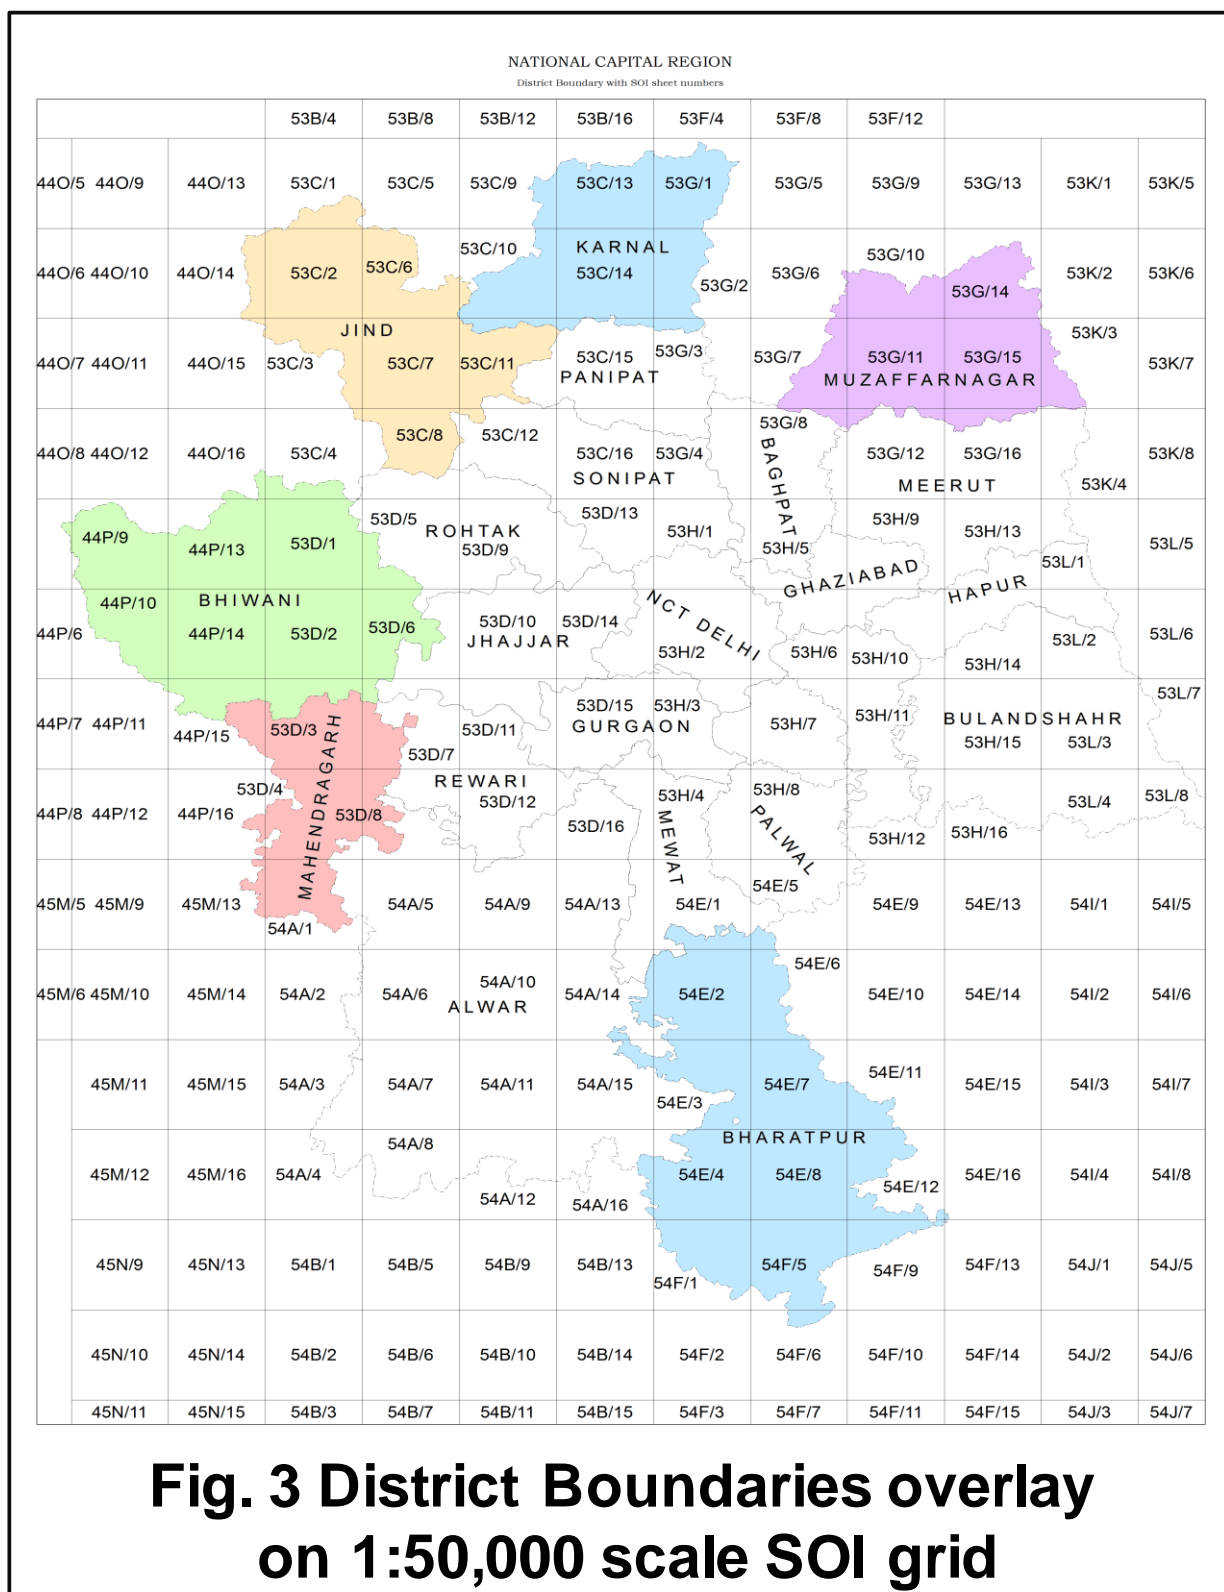 NATIONAL CAPITAL REGION
District Boundary with SOI sheet numbers
53B/4 53B/8 53B/12 53B/16 53F/4 53F/8 53F/12
44O/5 44O/9 44O/13 53C/1 53C/5 53C/9 53C/13 53G/1 53G/5 53G/9 53G/13 53K/1 53K/5
53C/10 KARNAL 53G/10
44O/6 44O/10 44O/14 53C/2 53C/6 53C/14 53G/2 53G/6 53G/14 53K/2 53K/6
JIND 53K/3
44O/7 44O/11 44O/15 53C/3 53C/7 53C/11 53C/15 53G/3 53G/7 53G/11 53G/15 53K/7
PANIPAT MUZAFFARNAGAR
53C/8 53C/12 53G/8
44O/8 44O/12 44O/16 53C/4 53C/16 53G/4 BAGHPAT 53G/12 53G/16 53K/8
SONIPAT MEERUT 53K/4
53D/5 53D/13 53H/9
44P/9 44P/13 53D/1 ROHTAK 53D/9 53H/1 53H/5 53H/13 53L/1 53L/5
GHAZIABAD HAPUR
44P/10 BHIWANI NCT DELHI
44P/6 44P/14 53D/2 53D/6 53D/10 53D/14 53L/2 53L/6
JHAJJAR 53H/2 53H/6 53H/10 53H/14
53L/7
44P/7 44P/11 44P/15 53D/3 53D/7 53D/11 53D/15 53H/3 53H/7 53H/11 BULANDSHAHR
GURGAON 53H/15 53L/3
MAHENDRAGARH REWARI
53D/4 53D/12 53H/4 53H/8 53L/4 53L/8
44P/8 44P/12 44P/16 53D/8 53D/16 MEWAT PALWAL 53H/12 53H/16
54E/5
45M/5 45M/9 45M/13 54A/1 54A/5 54A/9 54A/13 54E/1 54E/9 54E/13 54I/1 54I/5
54A/10 54E/6
45M/6 45M/10 45M/14 54A/2 54A/6 54A/14 54E/2 54E/10 54E/14 54I/2 54I/6
ALWAR
45M/11 45M/15 54A/3 54A/7 54A/11 54A/15 54E/3 54E/7 54E/11 54E/15 54I/3 54I/7
54A/8 BHARATPUR
45M/12 45M/16 54A/4 54A/12 54A/16 54E/4 54E/8 54E/12 54E/16 54I/4 54I/8
45N/9 45N/13 54B/1 54B/5 54B/9 54B/13 54F/1 54F/5 54F/9 54F/13 54J/1 54J/5
45N/10 45N/14 54B/2 54B/6 54B/10 54B/14 54F/2 54F/6 54F/10 54F/14 54J/2 54J/6
45N/11 45N/15 54B/3 54B/7 54B/11 54B/15 54F/3 54F/7 54F/11 54F/15 54J/3 54J/7
Fig. 3 District Boundaries overlay
on 1:50,000 scale SOI grid